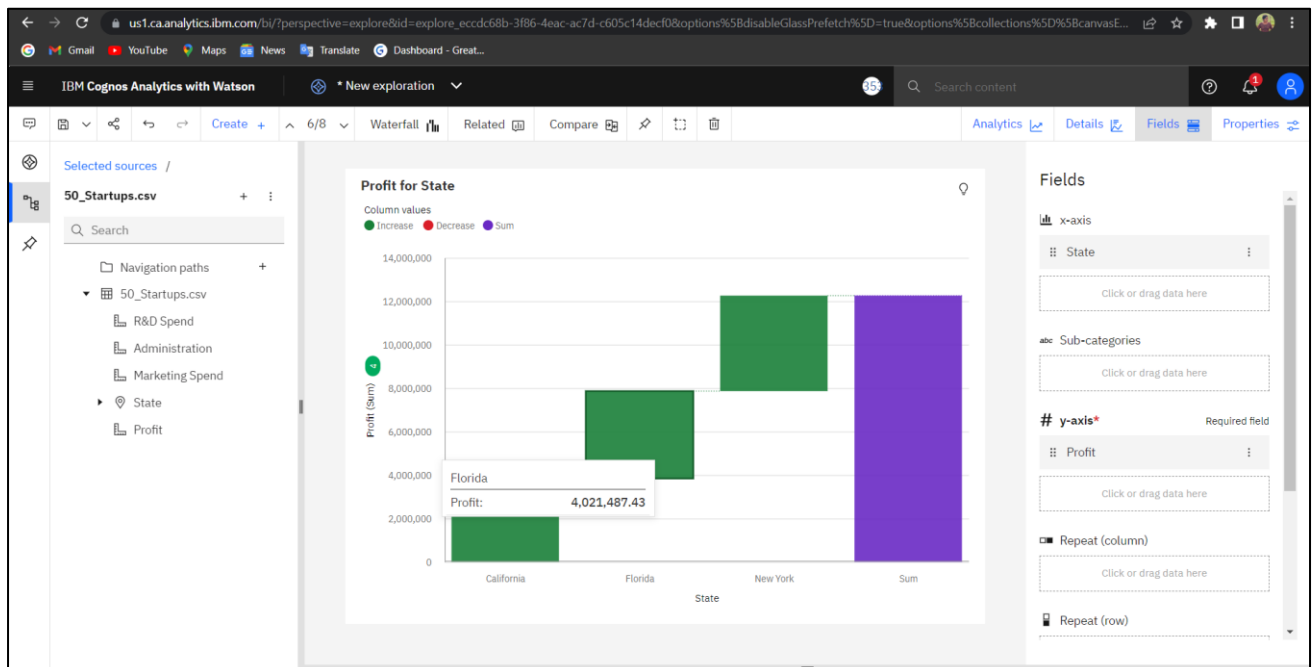 us1.ca.analytics.ibm.com/bi/?perspective=explore&id=explore_eccdc68b-3f86-4eac-ac7d-c605c14decf0&options%5BdisableGlassPrefetch%5D=true&options%5Bcollections%5D%5BcanvasE...
Gmail YouTube Maps News Translate Dashboard - Great...
IBM Cognos Analytics with Watson * New exploration 353 Search content 1
Create + 6/8 Waterfall Related Compare Analytics Details Fields Properties
Selected sources /
50_Startups.csv
Search
Navigation paths
50_Startups.csv
R&D Spend
Administration
Marketing Spend
State
Profit
Profit for State
Column values
Increase Decrease Sum
14,000,000
12,000,000
10,000,000
8,000,000
6,000,000
4,000,000
2,000,000
0
Profit (Sum)
Florida
Profit: 4,021,487.43
California Florida New York Sum
State
Fields
x-axis
State
Click or drag data here
abc Sub-categories
Click or drag data here
# y-axis* Required field
Profit
Click or drag data here
Repeat (column)
Click or drag data here
Repeat (row)